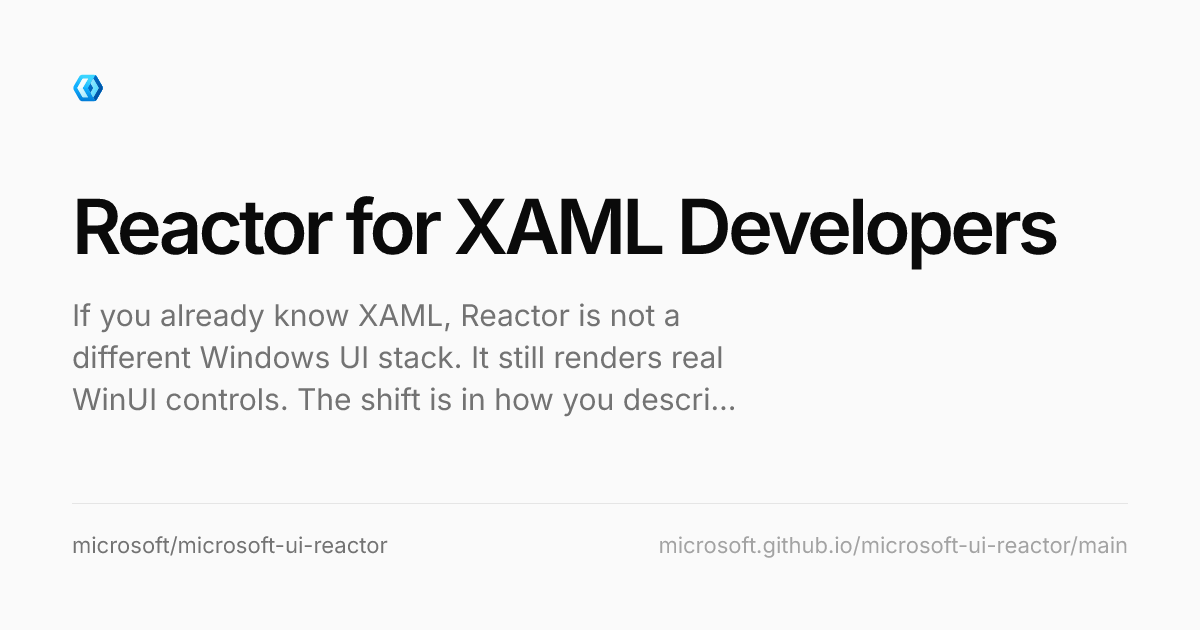 Reactor for XAML Developers
If you already know XAML, Reactor is not a
different Windows UI stack. It still renders real
WinUI controls. The shift is in how you descri...
microsoft/microsoft-ui-reactor
microsoft.github.io/microsoft-ui-reactor/main